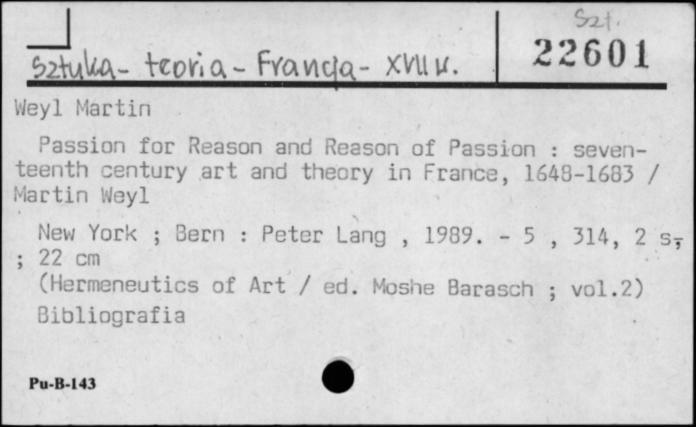 Szt.
22601
Sztuka - teoria - Francja - XVII w.
Weyl Martin
Passion for Reason and Reason of Passion : seven-
teenth century art and theory in France, 1648-1683 /
Martin Weyl
New York ; Bern : Peter Lang , 1989. - 5 , 314, 2 s,
; 22 cm
(Hermeneutics of Art / ed. Moshe Barasch ; vol.2)
Bibliografia
Pu-B-143